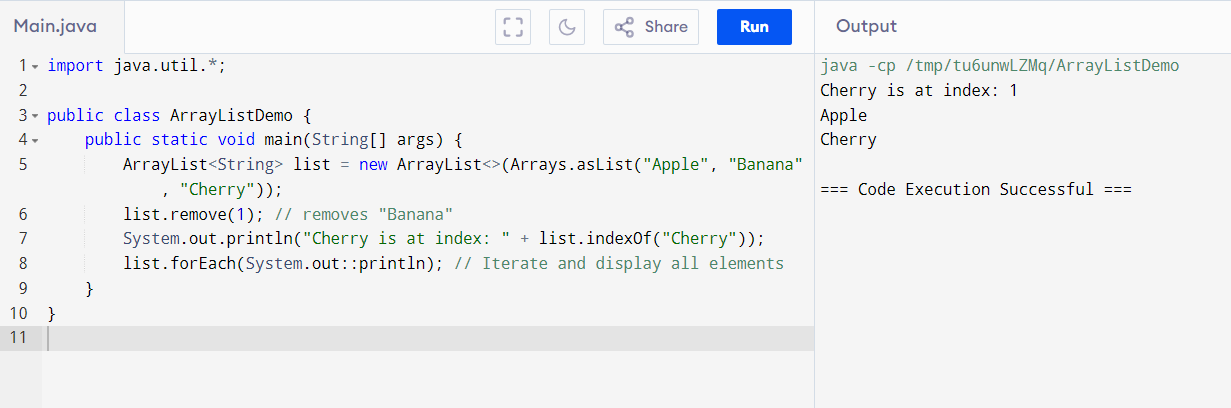 Main.java
Share
Run
Output
1 import java.util.*;
2
3 public class ArrayListDemo {
4 public static void main(String[] args) {
5 ArrayList<String> list = new ArrayList<>(Arrays.asList("Apple", "Banana"
, "Cherry"));
6 list.remove(1); // removes "Banana"
7 System.out.println("Cherry is at index: " + list.indexOf("Cherry"));
8 list.forEach(System.out::println); // Iterate and display all elements
9 }
10 }
11
java -cp /tmp/tu6unwLZMq/ArrayListDemo
Cherry is at index: 1
Apple
Cherry
=== Code Execution Successful ===